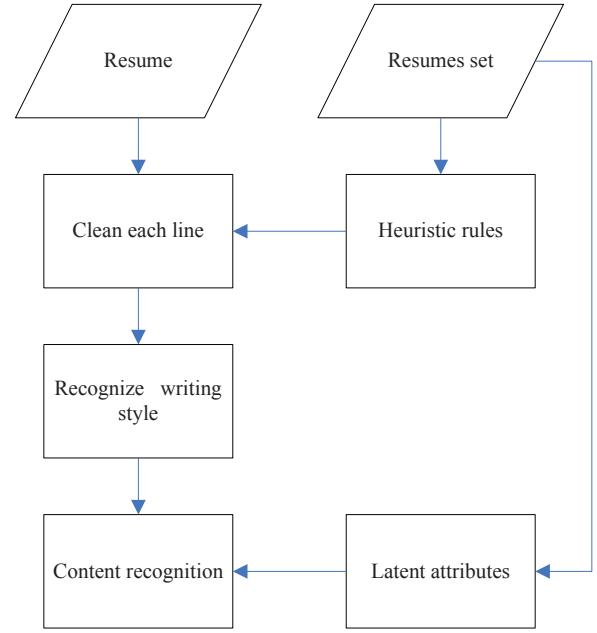 Resume
Resumes set
Clean each line
Heuristic rules
Recognize writing
style
Content recognition
Latent attributes